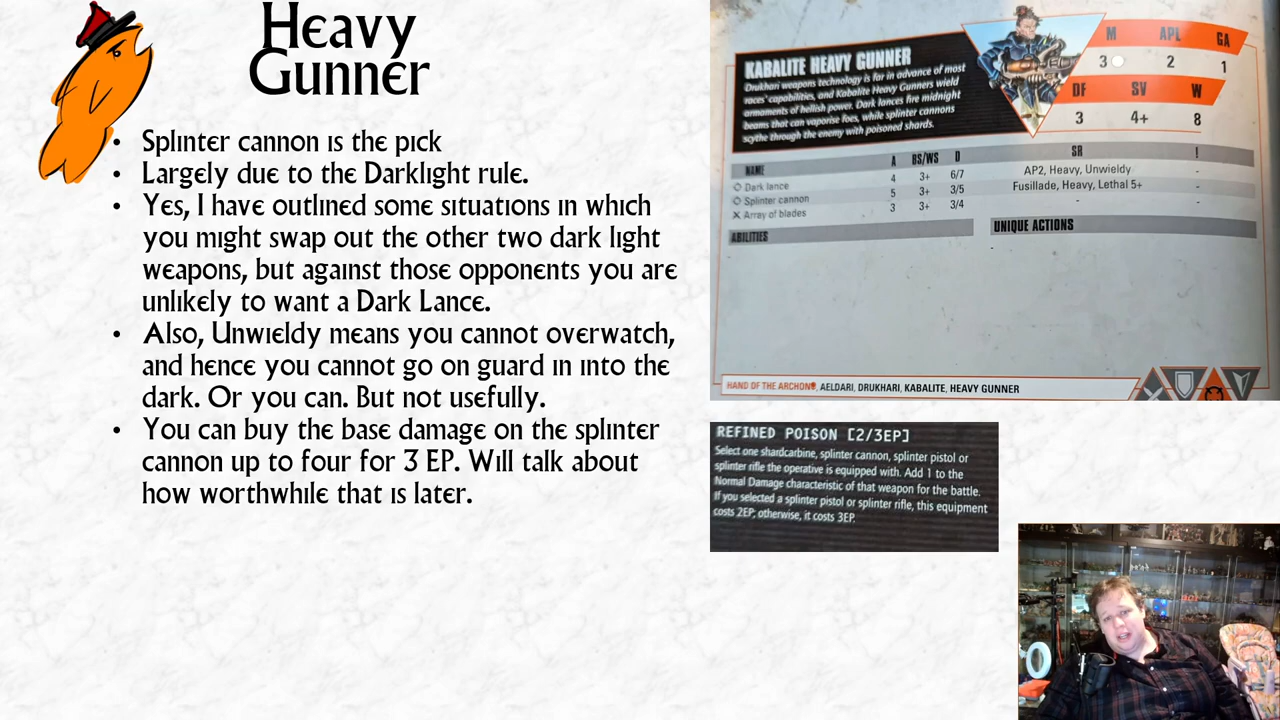 Heavy
Gunner
• Splinter cannon is the pick
• Largely due to the Darklight rule.
• Yes, I have outlined some situations in which
you might swap out the other two dark light
weapons, but against those opponents you are
unlikely to want a Dark Lance.
• Also, Unwieldy means you cannot overwatch,
and hence you cannot go on guard in into the
dark. Or you can. But not usefully.
• You can buy the base damage on the splinter
cannon up to four for 3 EP. Will talk about
how worthwhile that is later.
KABALITE HEAVY GUNNER
Drukhari weapons technology is far in advance of most
races' capabilities, and Kabalite Heavy Gunners wield
armaments of hellish power. Dark lances fire midnight
beams that can vaporise foes, while splinter cannons
scythe through the enemy with poisoned shards.
M APL GA
3 2 1
DF SV W
3 4+ 8
NAME A BS/WS D SR !
Dark lance 4 3+ 6/7 AP2, Heavy, Unwieldy -
Splinter cannon 5 3+ 3/5 Fusillade, Heavy, Lethal 5+ -
Array of blades 3 3+ 3/4 - -
ABILITIES UNIQUE ACTIONS
HAND OF THE ARCHON, AELDARI, DRUKHARI, KABALITE, HEAVY GUNNER
REFINED POISON [2/3EP]
Select one shardcarbine, splinter cannon, splinter pistol or
splinter rifle the operative is equipped with. Add 1 to the
Normal Damage characteristic of that weapon for the battle.
If you selected a splinter pistol or splinter rifle, this equipment
costs 2EP; otherwise, it costs 3EP.